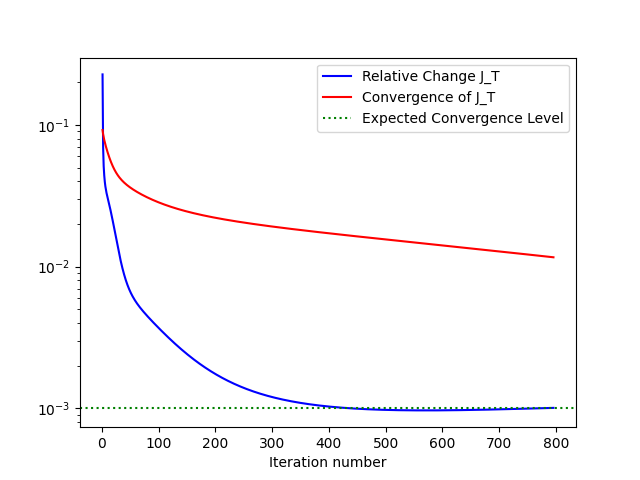 Relative Change J_T
Convergence of J_T
Expected Convergence Level
10⁻¹
10⁻²
10⁻³
0 100 200 300 400 500 600 700 800
Iteration number